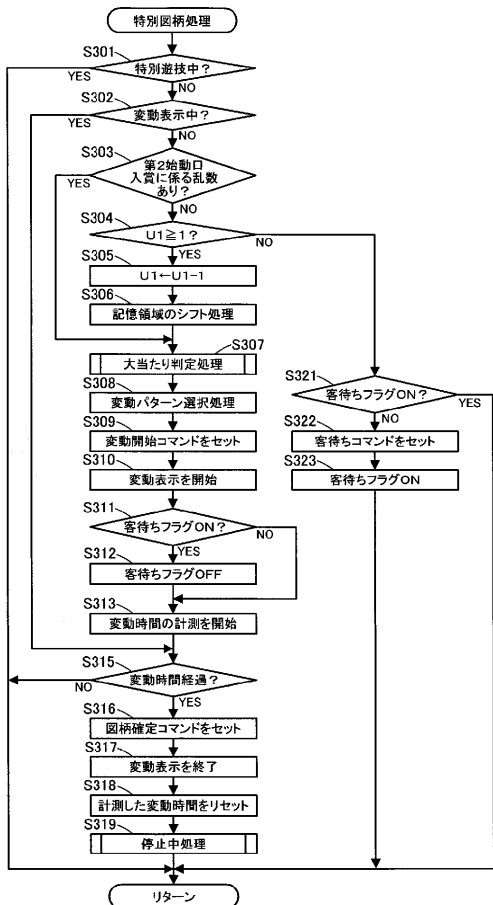 特別図柄処理
S301
特別遊技中？
YES
NO
S302
変動表示中？
YES
NO
S303
第2始動口
入賞に係る乱数
あり？
YES
NO
S304
U1≧1？
NO
YES
S305
U1←U1-1
S306
記憶領域のシフト処理
S307
大当たり判定処理
S308
変動パターン選択処理
S309
変動開始コマンドをセット
S310
変動表示を開始
S311
客待ちフラグON？
NO
YES
S312
客待ちフラグOFF
S313
変動時間の計測を開始
S315
変動時間経過？
NO
YES
S316
図柄確定コマンドをセット
S317
変動表示を終了
S318
計測した変動時間をリセット
S319
停止中処理
S321
客待ちフラグON？
YES
NO
S322
客待ちコマンドをセット
S323
客待ちフラグON
リターン